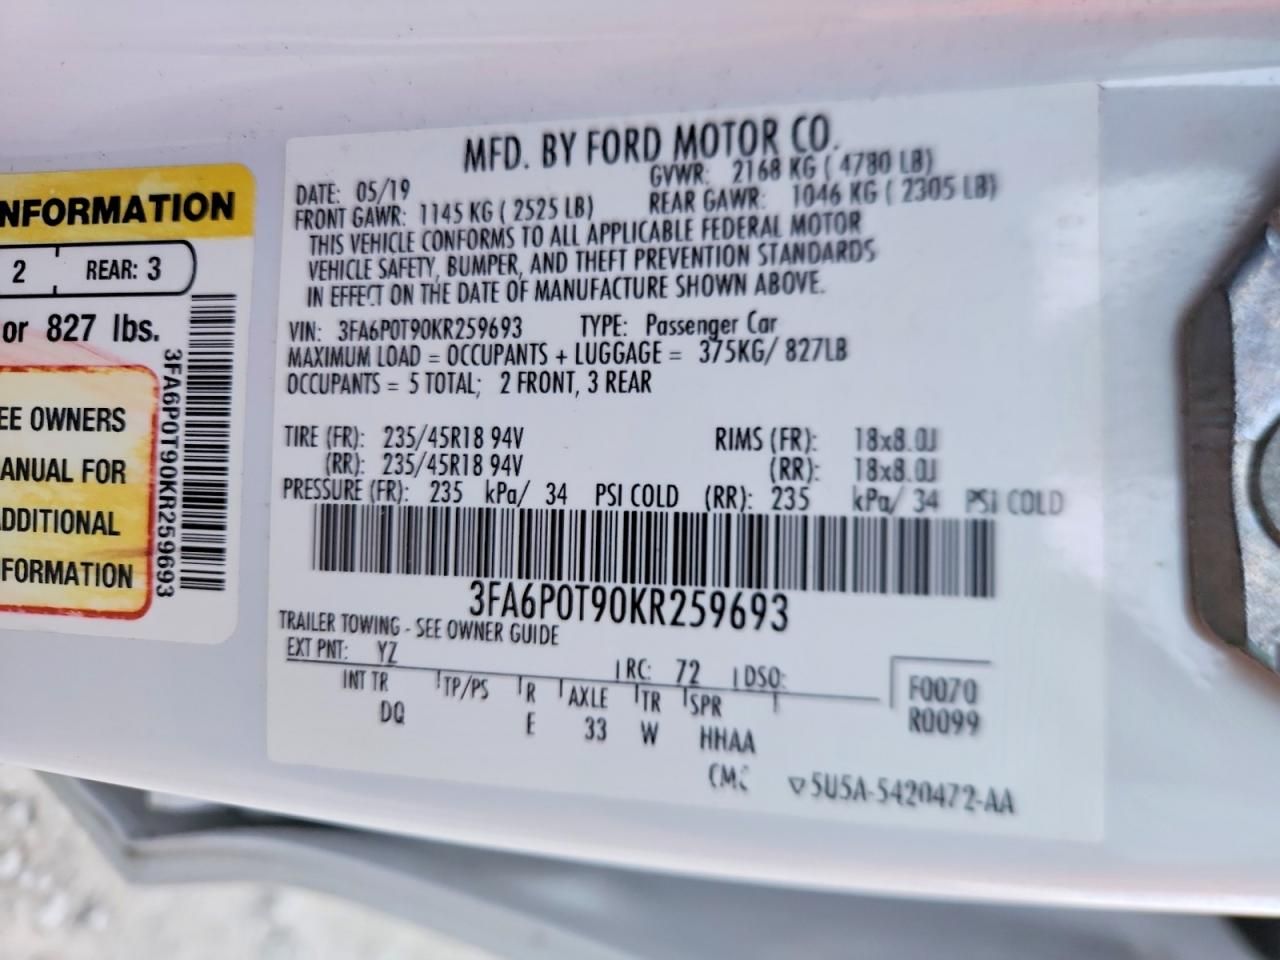 NFORMATION
2 REAR: 3
or 827 lbs.
EE OWNERS
ANUAL FOR
ADDITIONAL
FORMATION
3FA6P0T90KR259693
MFD. BY FORD MOTOR CO.
DATE: 05/19 GVWR: 2168 KG ( 4780 LB)
FRONT GAWR: 1145 KG ( 2525 LB) REAR GAWR: 1046 KG ( 2305 LB)
THIS VEHICLE CONFORMS TO ALL APPLICABLE FEDERAL MOTOR
VEHICLE SAFETY, BUMPER, AND THEFT PREVENTION STANDARDS
IN EFFECT ON THE DATE OF MANUFACTURE SHOWN ABOVE.
VIN: 3FA6P0T90KR259693 TYPE: Passenger Car
MAXIMUM LOAD = OCCUPANTS + LUGGAGE = 375KG/ 827LB
OCCUPANTS = 5 TOTAL; 2 FRONT, 3 REAR
TIRE (FR): 235/45R18 94V RIMS (FR): 18x8.0J
(RR): 235/45R18 94V (RR): 18x8.0J
PRESSURE (FR): 235 kPa/ 34 PSI COLD (RR): 235 kPa/ 34 PSI COLD
3FA6P0T90KR259693
TRAILER TOWING - SEE OWNER GUIDE
EXT PNT: YZ RC: 72 DSO: F0070
INT TR TP/PS R AXLE TR SPR R0099
DQ E 33 W HHAA
5U5A-5420472-AA